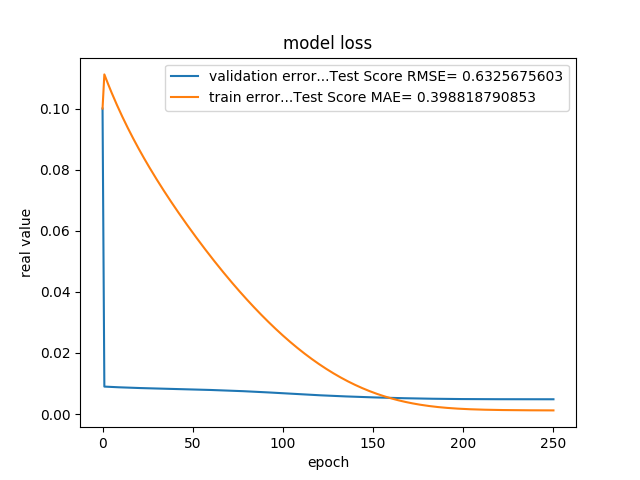 model loss
validation error...Test Score RMSE= 0.6325675603
train error...Test Score MAE= 0.398818790853
0.10
0.08
0.06
0.04
0.02
0.00
real value
0 50 100 150 200 250
epoch